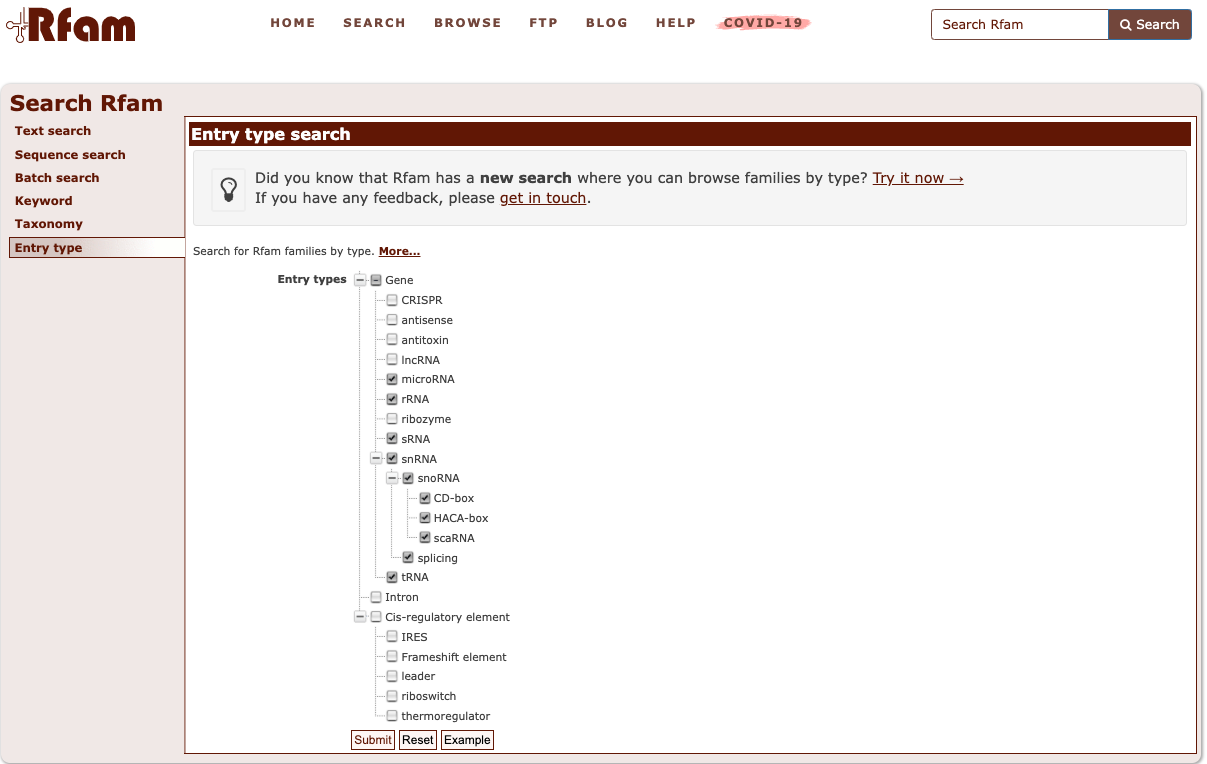 Rfam
HOME SEARCH BROWSE FTP BLOG HELP COVID-19
Search Rfam Search
Search Rfam
Text search
Sequence search
Batch search
Keyword
Taxonomy
Entry type
Entry type search
Did you know that Rfam has a new search where you can browse families by type? Try it now →
If you have any feedback, please get in touch.
Search for Rfam families by type. More...
Entry types Gene
CRISPR
antisense
antitoxin
lncRNA
microRNA
rRNA
ribozyme
sRNA
snRNA
snoRNA
CD-box
HACA-box
scaRNA
splicing
tRNA
Intron
Cis-regulatory element
IRES
Frameshift element
leader
riboswitch
thermoregulator
Submit Reset Example